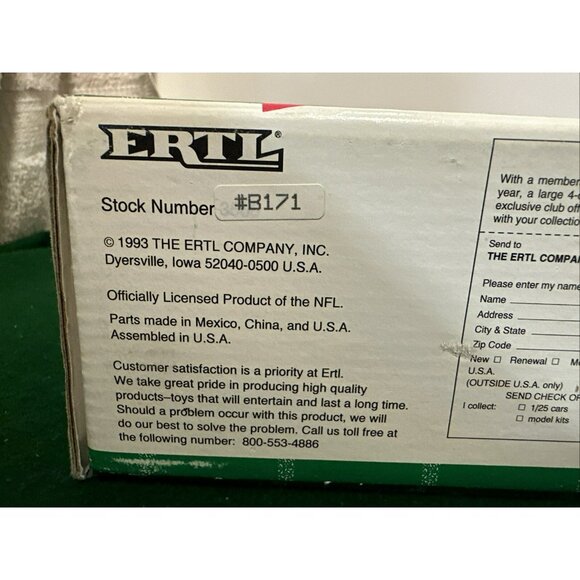 ERTL®
Stock Number #B171
© 1993 THE ERTL COMPANY, INC.
Dyersville, Iowa 52040-0500 U.S.A.
Officially Licensed Product of the NFL.
Parts made in Mexico, China, and U.S.A.
Assembled in U.S.A.
Customer satisfaction is a priority at Ertl.
We take great pride in producing high quality
products–toys that will entertain and last a long time.
Should a problem occur with this product, we will
do our best to solve the problem. Call us toll free at
the following number: 800-553-4886
With a member
year, a large 4-
exclusive club off
with your collectio
Send to
THE ERTL COMPA
Please enter my name
Name
Address
City & State
Zip Code
New □ Renewal □ M
U.S.A.
(OUTSIDE U.S.A. only)
SEND CHECK OF
I collect: □ 1/25 cars
□ model kits